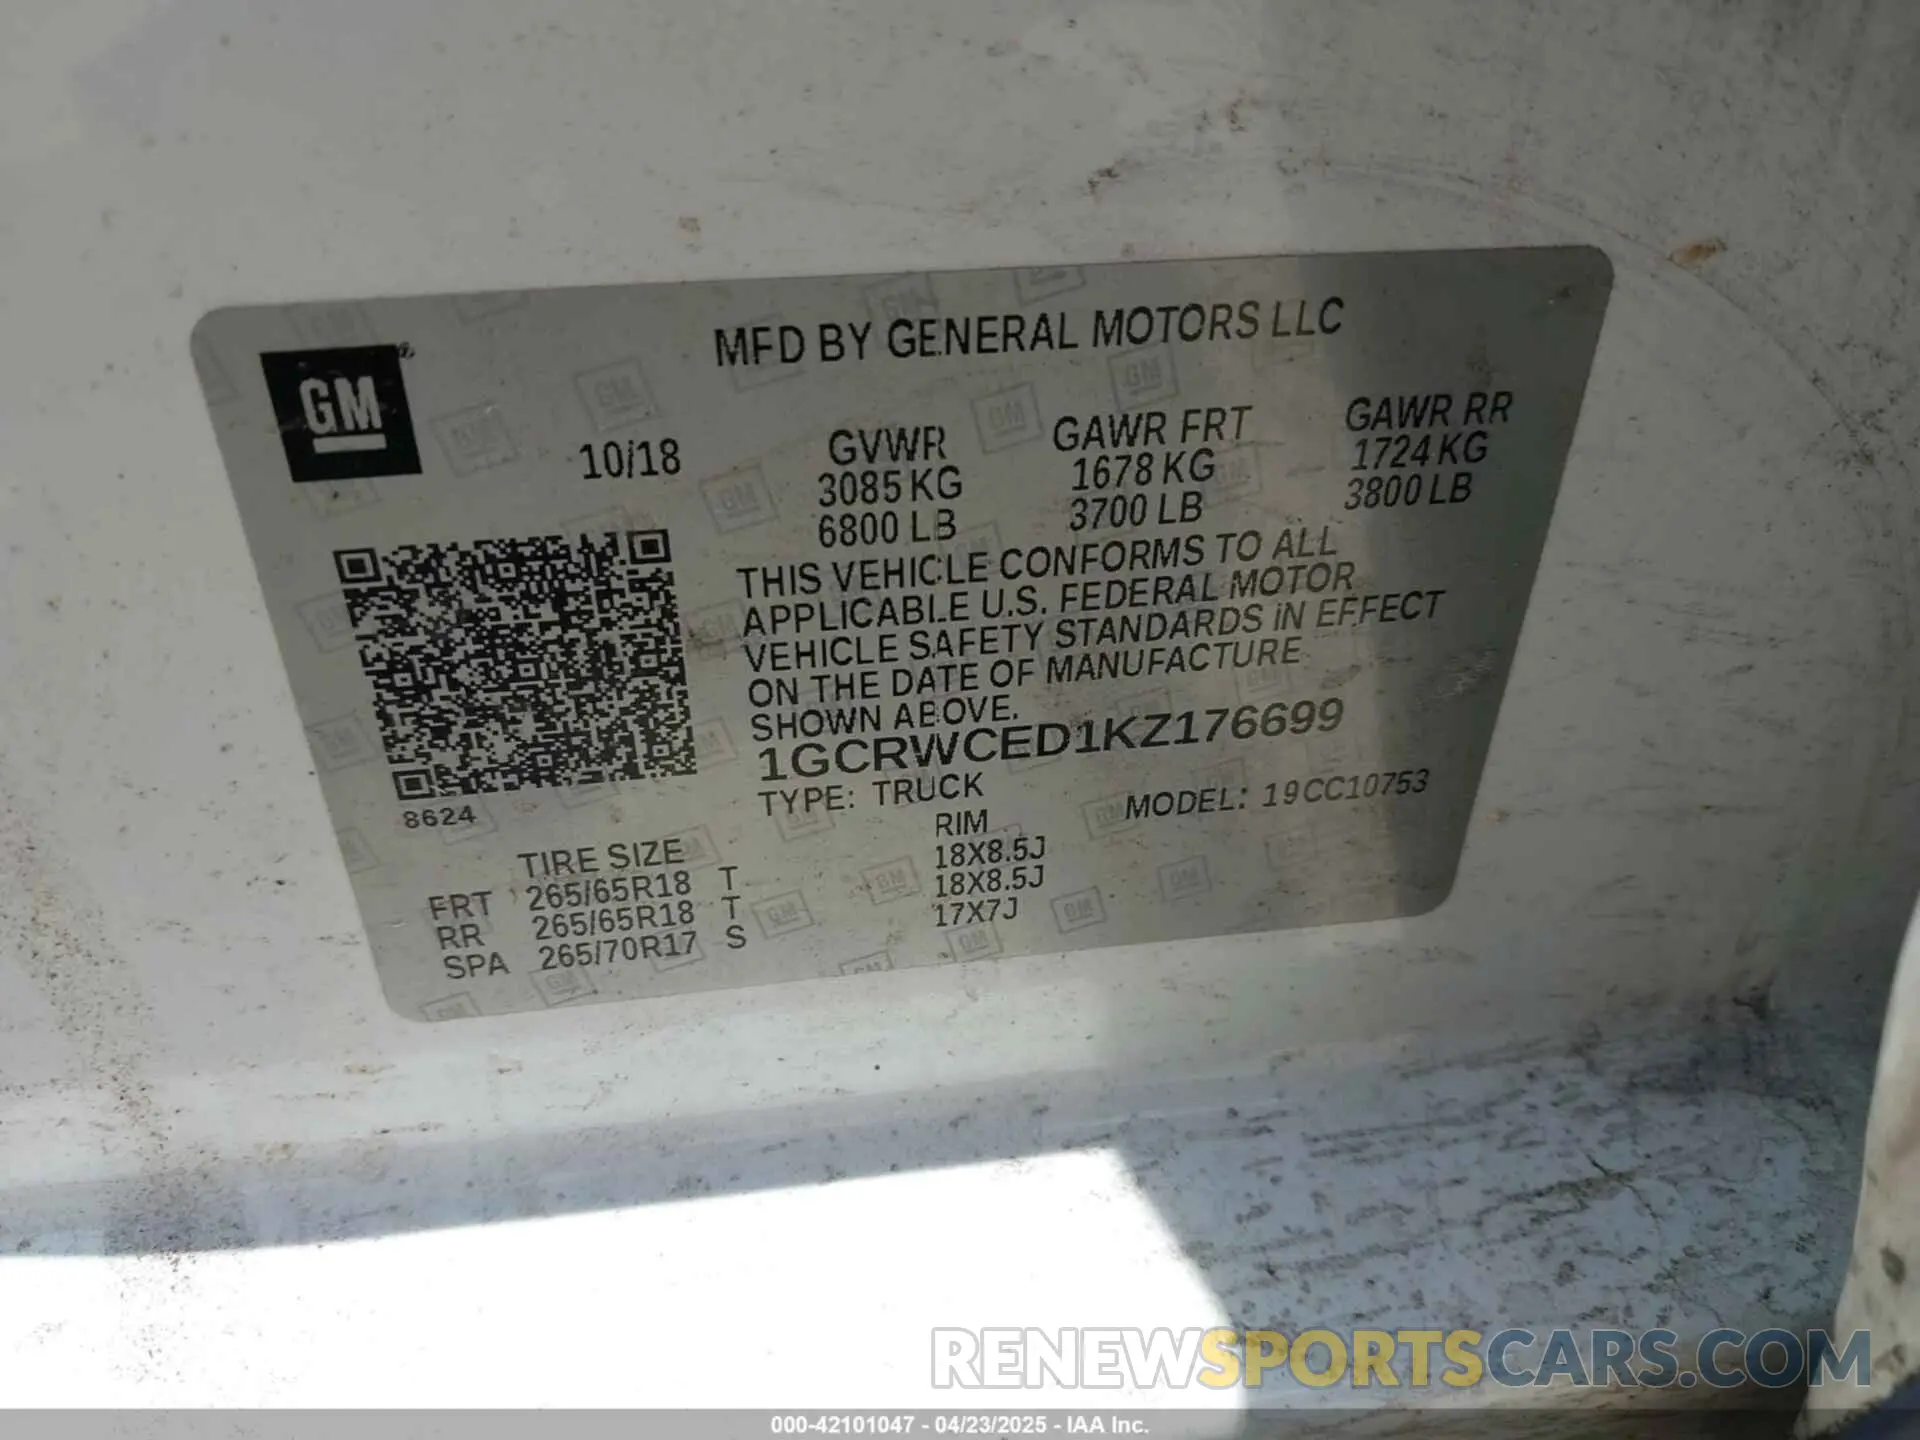 MFD BY GENERAL MOTORS LLC
GM
10/18
GVWR GAWR FRT GAWR RR
3085 KG 1678 KG 1724 KG
6800 LB 3700 LB 3800 LB
THIS VEHICLE CONFORMS TO ALL
APPLICABLE U.S. FEDERAL MOTOR
VEHICLE SAFETY STANDARDS IN EFFECT
ON THE DATE OF MANUFACTURE
SHOWN ABOVE.
1GCRWCED1KZ176699
8624
TYPE: TRUCK MODEL: 19CC10753
TIRE SIZE RIM
FRT 265/65R18 T 18X8.5J
RR 265/65R18 T 18X8.5J
SPA 265/70R17 S 17X7J
RENEWSPORTSCARS.COM
000-42101047 - 04/23/2025 - IAA Inc.